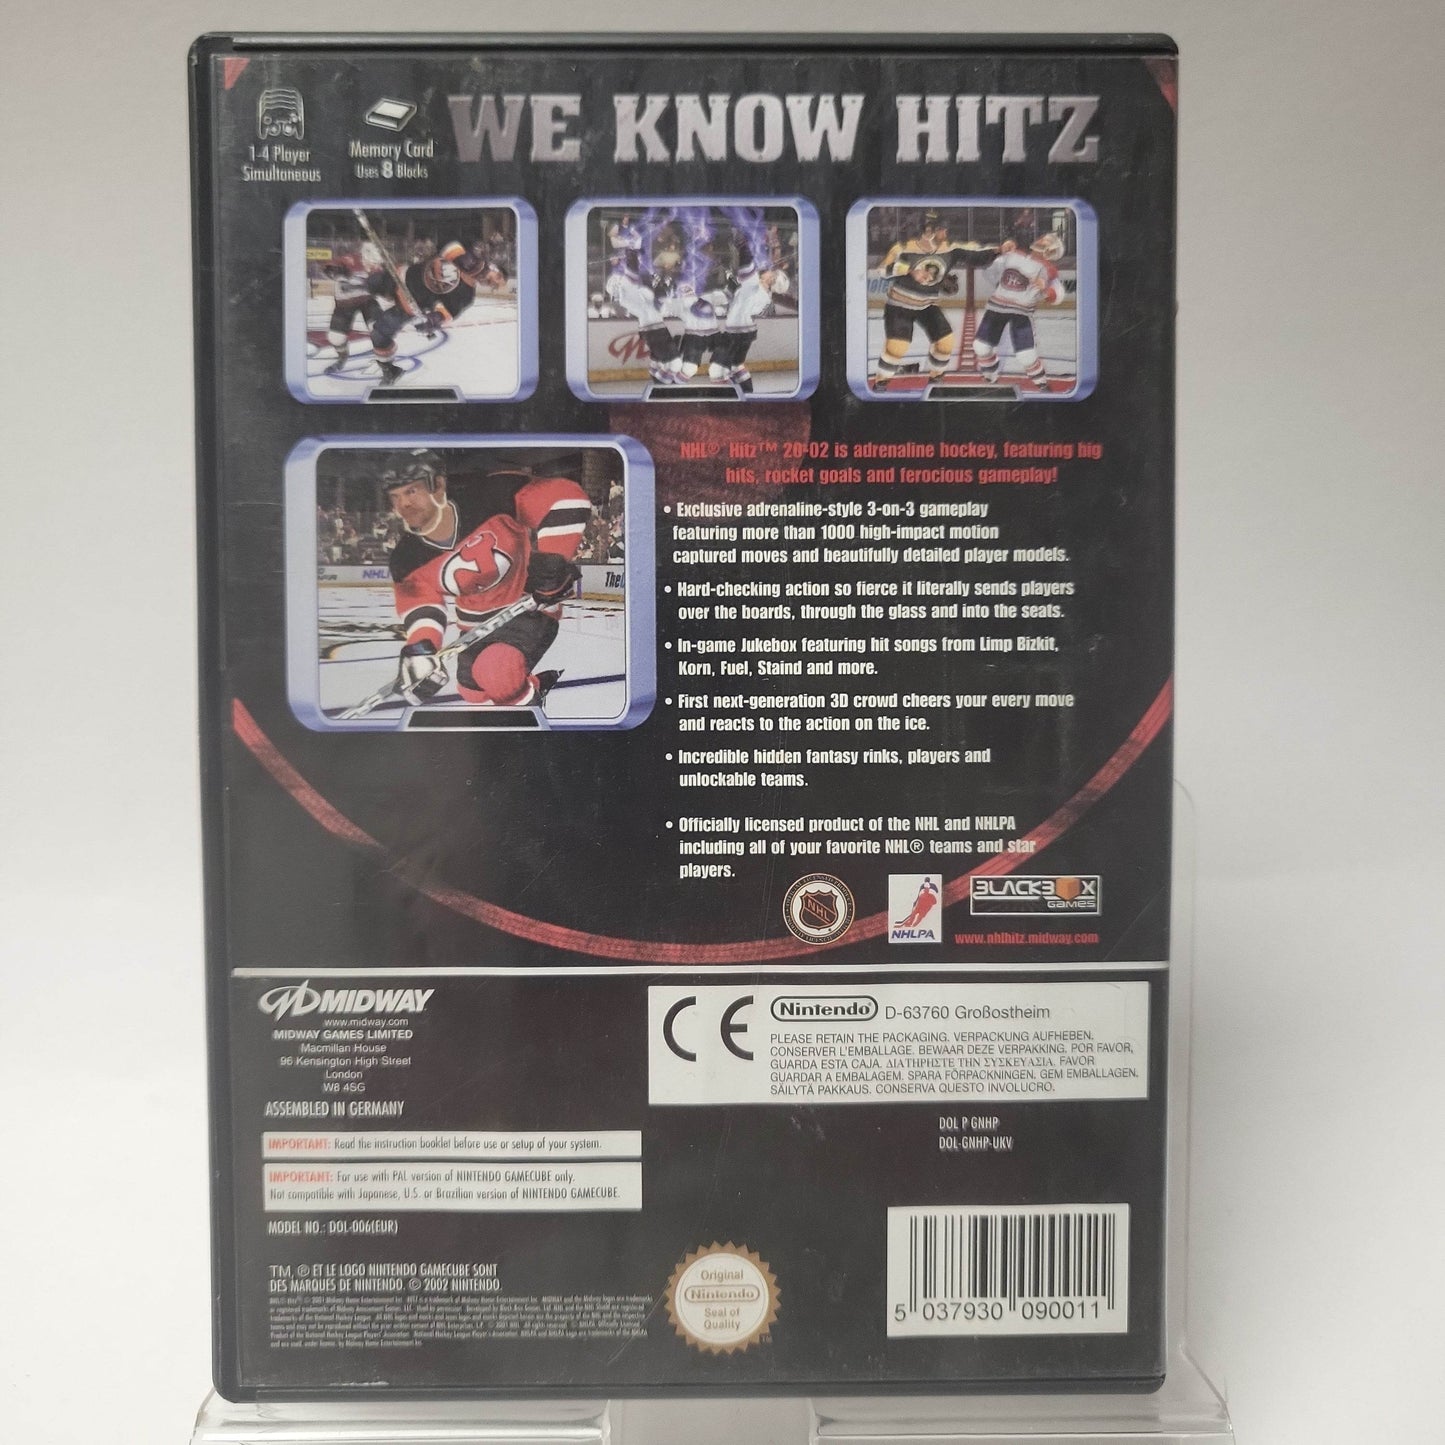 WE KNOW HITZ
1-4 Player
Simultaneous
Memory Card
Uses 8 Blocks
NHL® Hitz™ 20-02 is adrenaline hockey, featuring big
hits, rocket goals and ferocious gameplay!
• Exclusive adrenaline-style 3-on-3 gameplay
featuring more than 1000 high-impact motion
captured moves and beautifully detailed player models.
• Hard-checking action so fierce it literally sends players
over the boards, through the glass and into the seats.
• In-game Jukebox featuring hit songs from Limp Bizkit,
Korn, Fuel, Staind and more.
• First next-generation 3D crowd cheers your every move
and reacts to the action on the ice.
• Incredible hidden fantasy rinks, players and
unlockable teams.
• Officially licensed product of the NHL and NHLPA
including all of your favorite NHL® teams and star
players.
NHL
NHLPA
BLACKBOX
GAMES
www.nhlhitz.midway.com
MIDWAY
www.midway.com
MIDWAY GAMES LIMITED
Macmillan House
96 Kensington High Street
London
W8 4SG
ASSEMBLED IN GERMANY
CE
Nintendo® D-63760 Großostheim
PLEASE RETAIN THE PACKAGING. VERPACKUNG AUFHEBEN.
CONSERVER L'EMBALLAGE. BEWAAR DEZE VERPAKKING. POR FAVOR,
GUARDA ESTA CAJA. ΔΙΑΤΗΡΗΣΤΕ ΤΗΝ ΣΥΣΚΕΥΑΣΙΑ. FAVOR
GUARDAR A EMBALAGEM. SPARA FÖRPACKNINGEN. GEM EMBALLAGEN.
SÄILYTÄ PAKKAUS. CONSERVA QUESTO INVOLUCRO.
DOL P GNHP
DOL-GNHP-UKV
IMPORTANT: Read the instruction booklet before use or setup of your system.
IMPORTANT: For use with PAL version of NINTENDO GAMECUBE only.
Not compatible with Japanese, U.S. or Brazilian version of NINTENDO GAMECUBE.
MODEL NO.: DOL-006(EUR)
TM, ® ET LE LOGO NINTENDO GAMECUBE SONT
DES MARQUES DE NINTENDO. © 2002 NINTENDO.
Original
Nintendo
Seal of
Quality
5 037930 090011